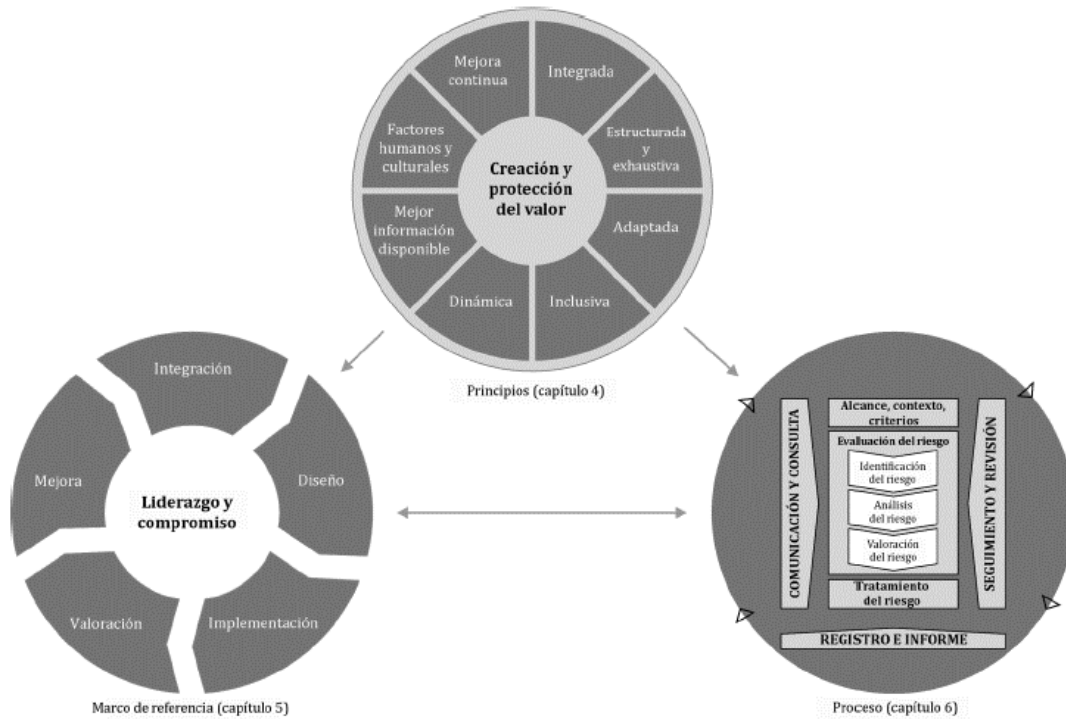 Mejora
continua
Integrada
Factores
humanos y
culturales
Estructurada
y
exhaustiva
Creación y
protección
del valor
Mejor
información
disponible
Adaptada
Dinámica
Inclusiva
Principios (capítulo 4)
Integración
Mejora
Diseño
Liderazgo y
compromiso
Valoración
Implementación
Marco de referencia (capítulo 5)
COMUNICACIÓN Y CONSULTA
Alcance, contexto,
criterios
Evaluación del riesgo
Identificación
del riesgo
Análisis
del riesgo
Valoración
del riesgo
Tratamiento
del riesgo
SEGUIMIENTO Y REVISIÓN
REGISTRO E INFORME
Proceso (capítulo 6)